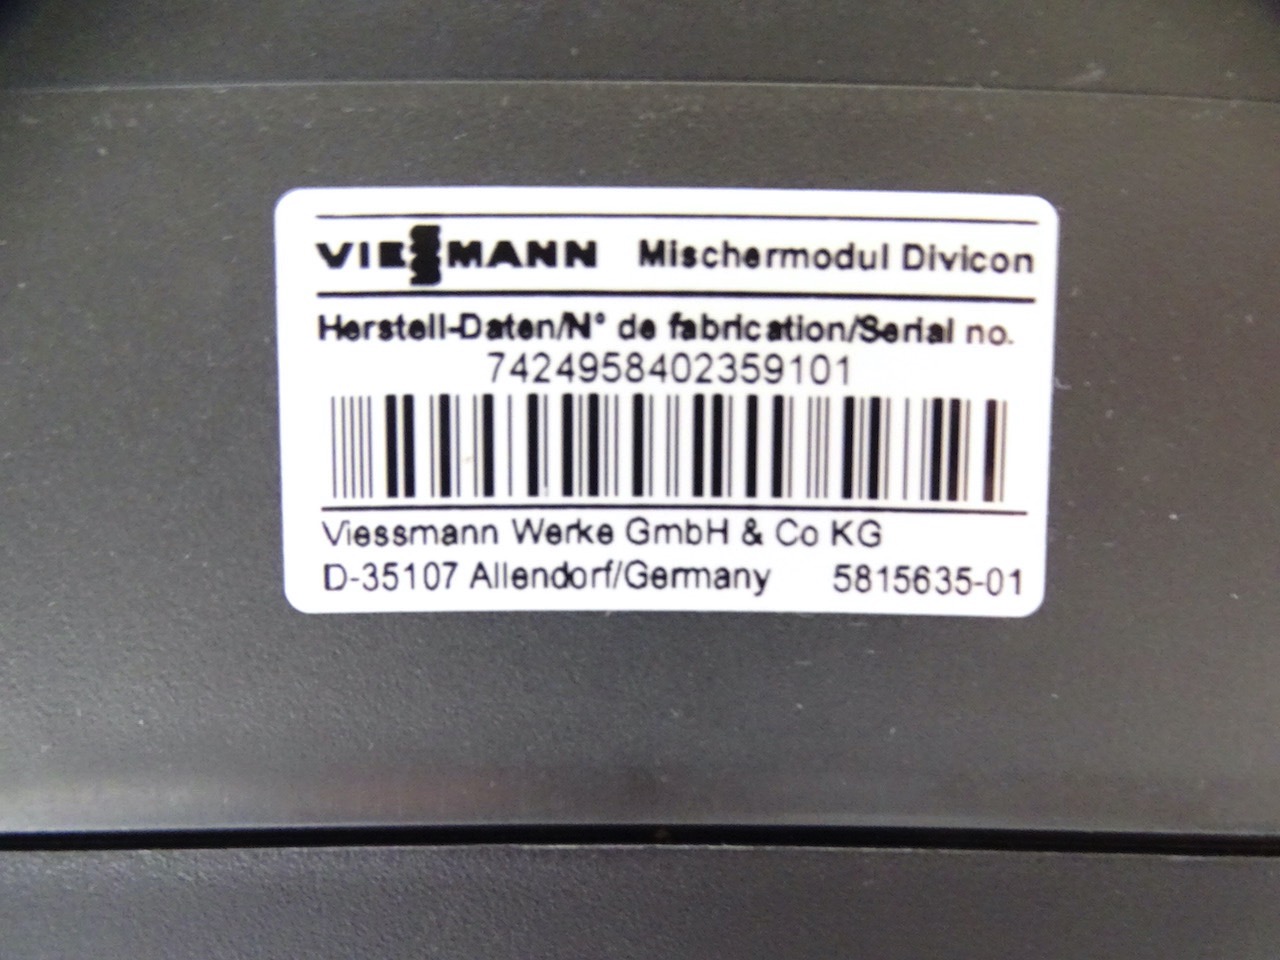 VIESSMANN Mischermodul Divicon
Herstell-Daten/N° de fabrication/Serial no.
7424958402359101
Viessmann Werke GmbH & Co KG
D-35107 Allendorf/Germany 5815635-01